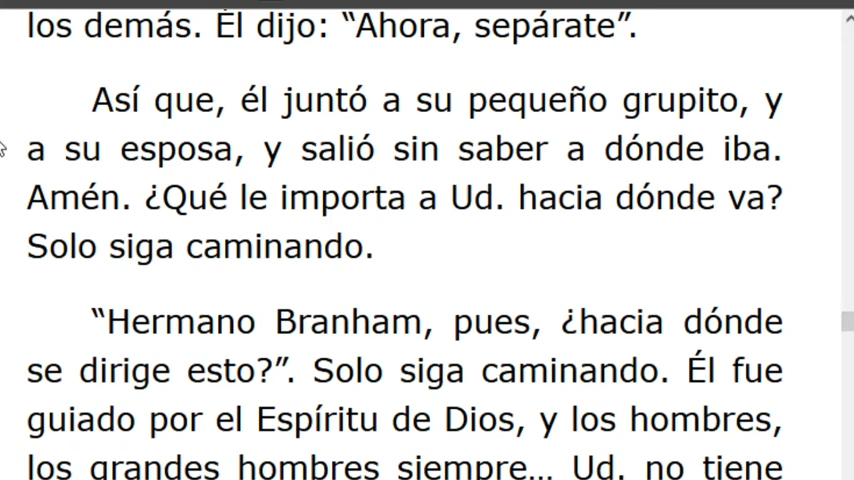 los demás. Él dijo: “Ahora, sepárate”.
Así que, él juntó a su pequeño grupito, y
a su esposa, y salió sin saber a dónde iba.
Amén. ¿Qué le importa a Ud. hacia dónde va?
Solo siga caminando.
“Hermano Branham, pues, ¿hacia dónde
se dirige esto?”. Solo siga caminando. Él fue
guiado por el Espíritu de Dios, y los hombres,
los grandes hombres siempre... Ud. no tiene